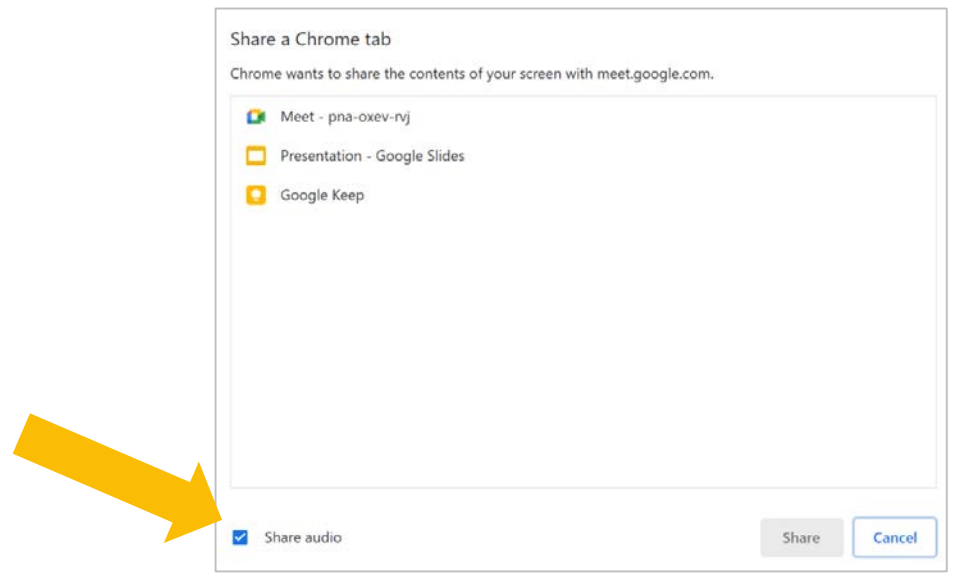 Share a Chrome tab
Chrome wants to share the contents of your screen with meet.google.com.
Meet - pna-oxev-rvj
Presentation - Google Slides
Google Keep
Share audio
Share
Cancel